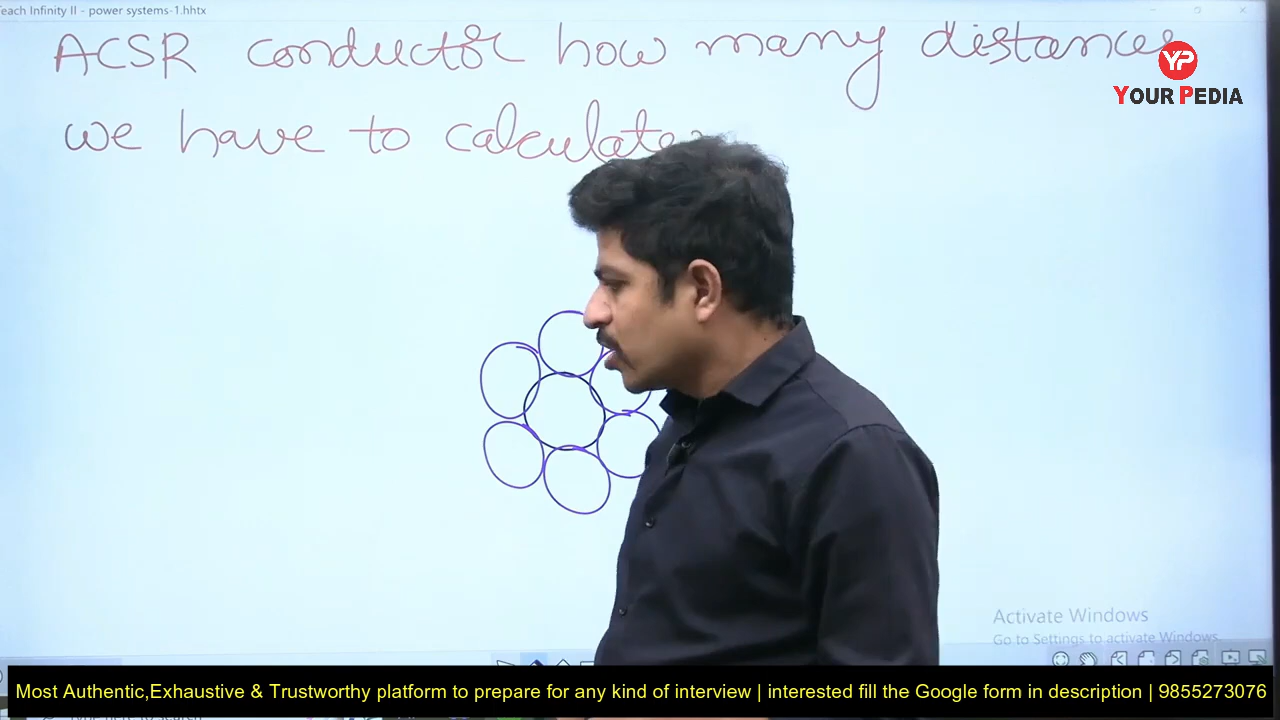 Teach Infinity II - power systems-1.hhtx
ACSR conductor how many distances
we have to calculate
YP
YOUR PEDIA
Activate Windows
Go to Settings to activate Windows.
Most Authentic,Exhaustive & Trustworthy platform to prepare for any kind of interview | interested fill the Google form in description | 9855273076